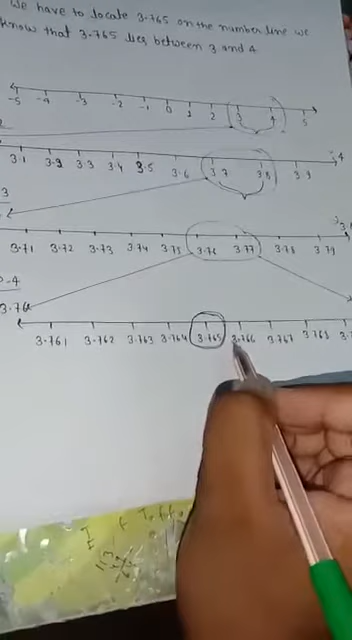 We have to locate 3.765 on the number line we
know that 3.765 lies between 3 and 4
-5 -4 -3 -2 -1 0 1 2 3 4 5
2
3.1 3.2 3.3 3.4 3.5 3.6 3.7 3.8 3.9 4
3
3.71 3.72 3.73 3.74 3.75 3.76 3.77 3.78 3.79
4
3.76
3.761 3.762 3.763 3.764 3.765 3.766 3.767 3.768